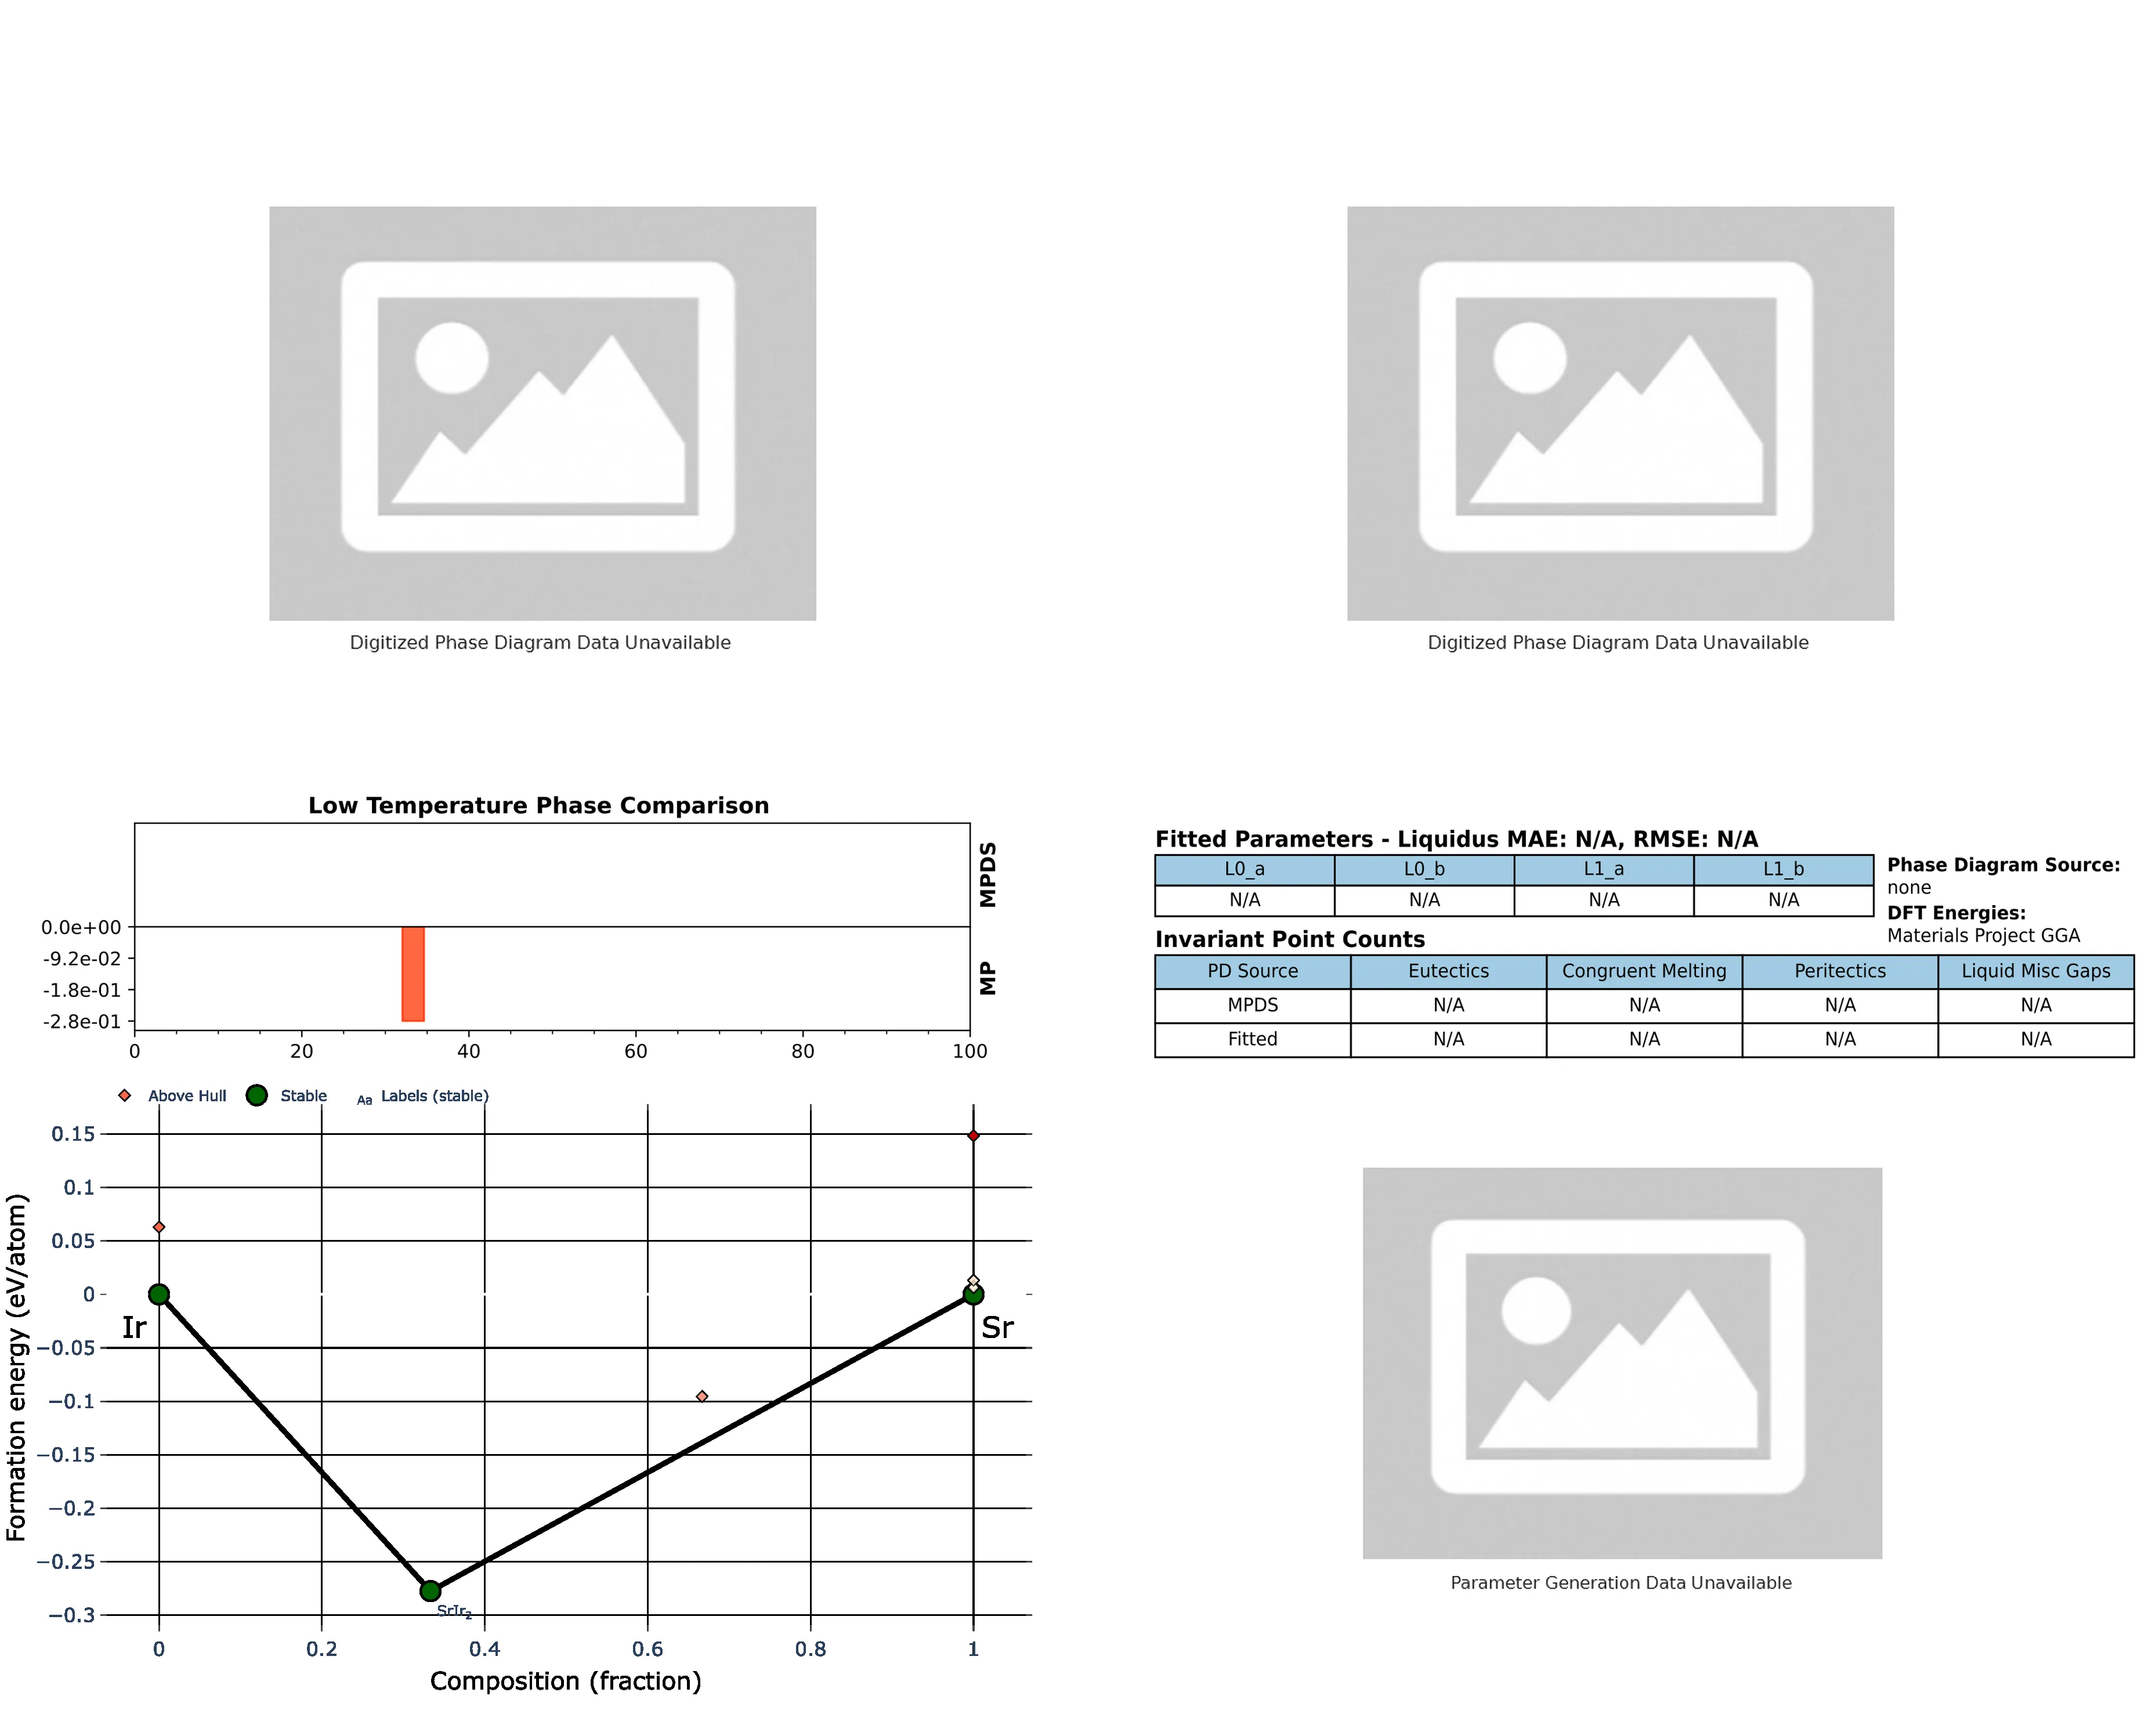 Digitized Phase Diagram Data Unavailable
Digitized Phase Diagram Data Unavailable
Low Temperature Phase Comparison
MPDS
MP
0.0e+00
-9.2e-02
-1.8e-01
-2.8e-01
0 20 40 60 80 100
Fitted Parameters - Liquidus MAE: N/A, RMSE: N/A
L0_a L0_b L1_a L1_b
N/A N/A N/A N/A
Phase Diagram Source:
none
DFT Energies:
Materials Project GGA
Invariant Point Counts
PD Source Eutectics Congruent Melting Peritectics Liquid Misc Gaps
MPDS N/A N/A N/A N/A
Fitted N/A N/A N/A N/A
Above Hull Stable Aa Labels (stable)
Formation energy (eV/atom)
0.15
0.1
0.05
0
−0.05
−0.1
−0.15
−0.2
−0.25
−0.3
Ir
Sr
SrIr₂
0 0.2 0.4 0.6 0.8 1
Composition (fraction)
Parameter Generation Data Unavailable